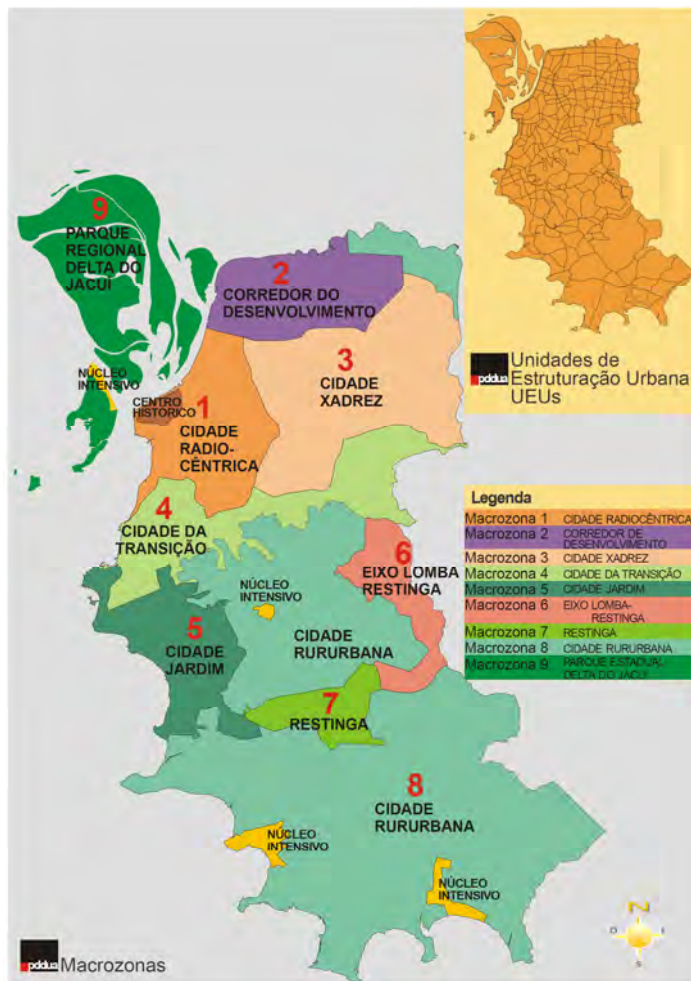 9
PARQUE
REGIONAL
DELTA DO
JACUI
2
CORREDOR DO
DESENVOLVIMENTO
3
CIDADE
XADREZ
NÚCLEO
INTENSIVO
CENTRO
HISTÓRICO
1
CIDADE
RADIO-
CÊNTRICA
4
CIDADE DA
TRANSIÇÃO
6
EIXO LOMBA
RESTINGA
NÚCLEO
INTENSIVO
CIDADE
RURURBANA
5
CIDADE
JARDIM
7
RESTINGA
8
CIDADE
RURURBANA
NÚCLEO
INTENSIVO
NÚCLEO
INTENSIVO
pddua Unidades de
Estruturação Urbana
UEUs
Legenda
Macrozona 1 CIDADE RADIOCÊNTRICA
Macrozona 2 CORREDOR DE
DESENVOLVIMENTO
Macrozona 3 CIDADE XADREZ
Macrozona 4 CIDADE DA TRANSIÇÃO
Macrozona 5 CIDADE JARDIM
Macrozona 6 EIXO LOMBA-
RESTINGA
Macrozona 7 RESTINGA
Macrozona 8 CIDADE RURURBANA
Macrozona 9 PARQUE ESTADUAL
DELTA DO JACUÍ
N
O
S
pddua Macrozonas